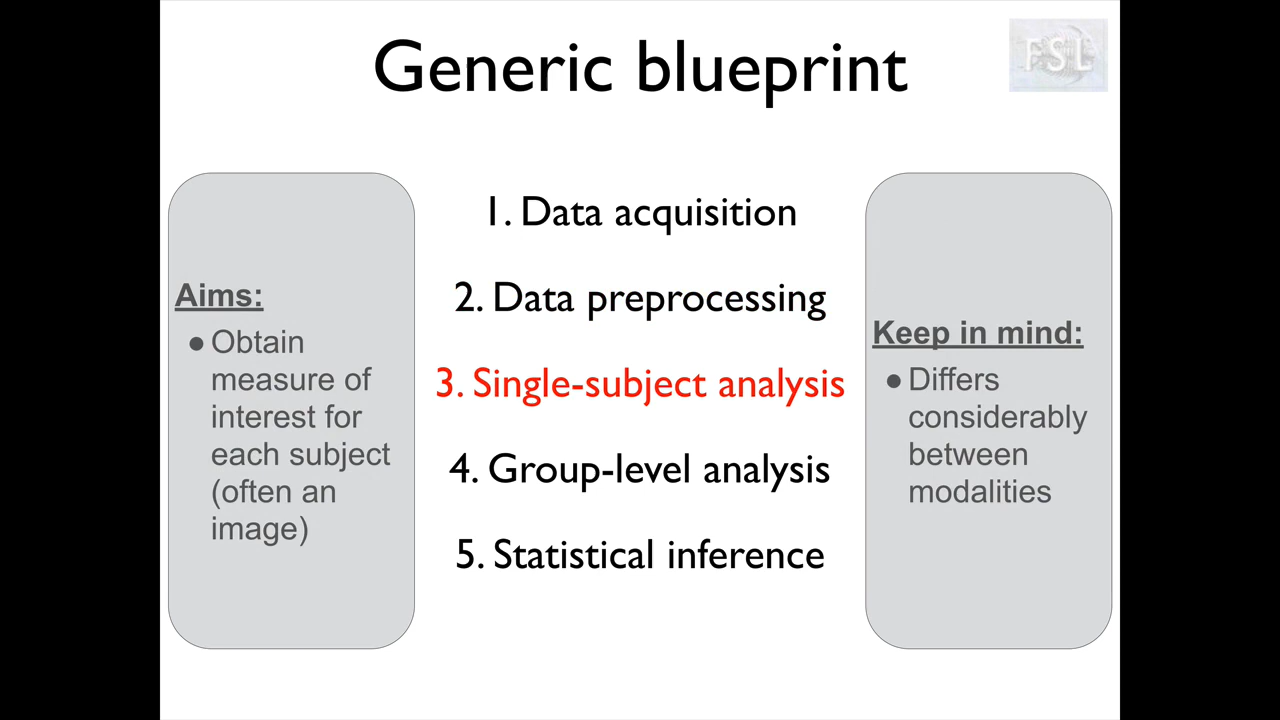 Generic blueprint
FSL
Aims:
● Obtain
measure of
interest for
each subject
(often an
image)
1. Data acquisition
2. Data preprocessing
3. Single-subject analysis
4. Group-level analysis
5. Statistical inference
Keep in mind:
● Differs
considerably
between
modalities